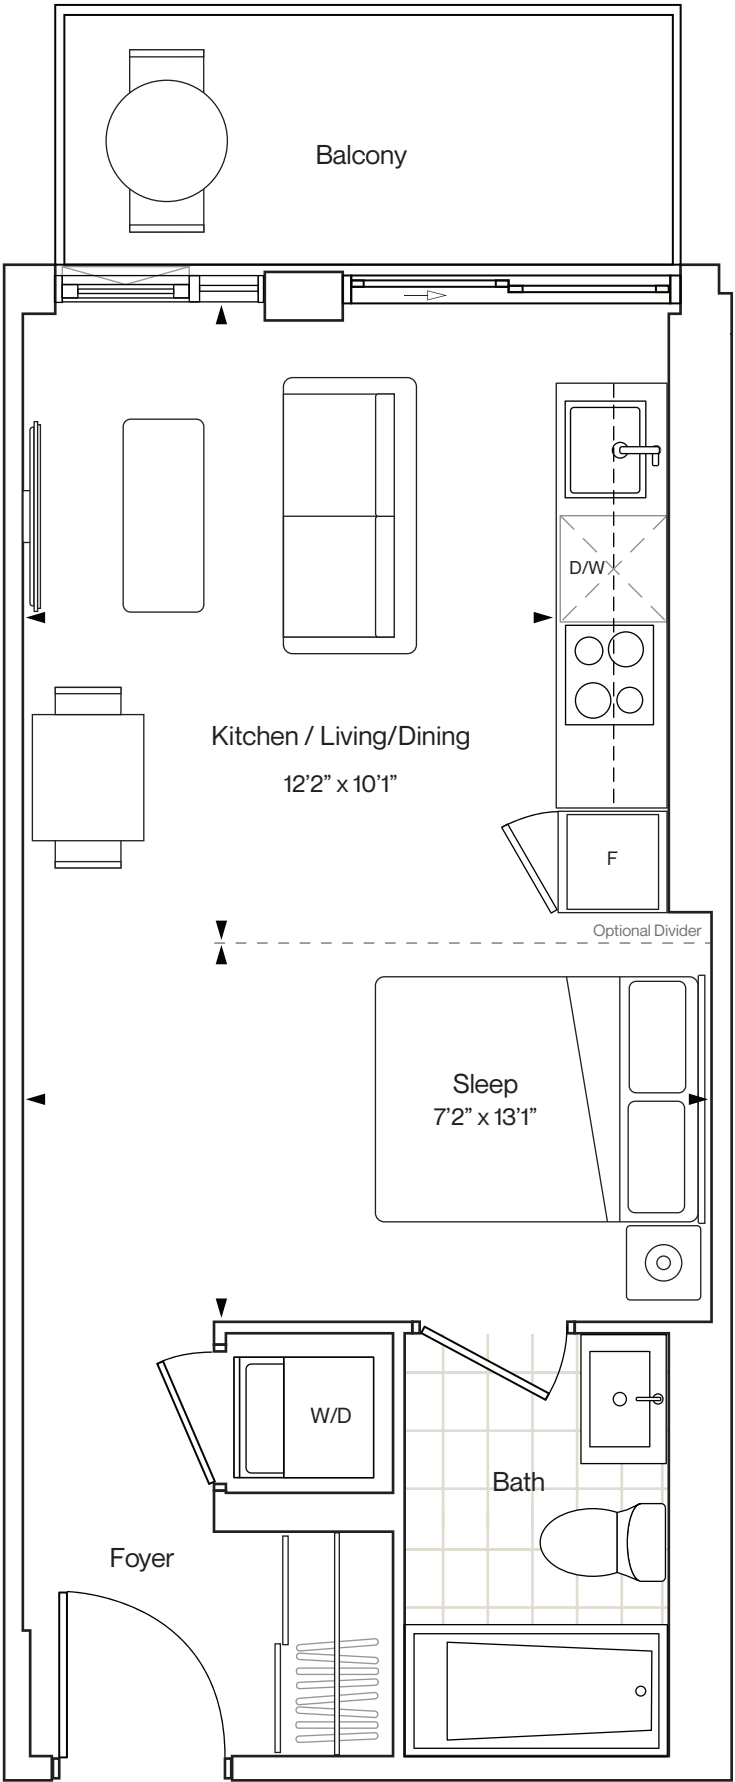 Balcony
D/W
Kitchen / Living/Dining
12’2” x 10’1”
F
Optional Divider
Sleep
7’2” x 13’1”
W/D
Bath
Foyer